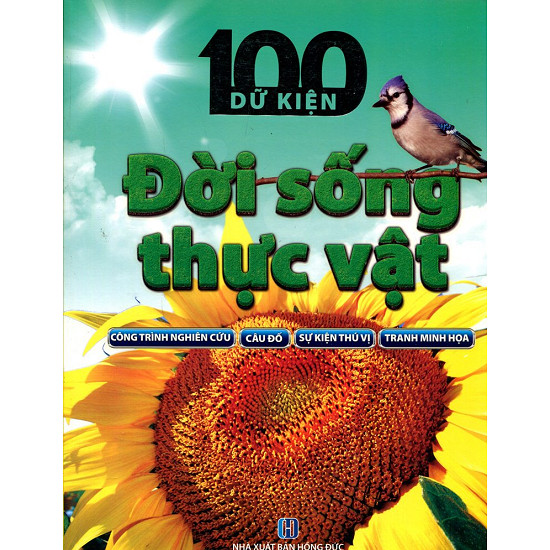 100
DỮ KIỆN
Đời sống
thực vật
CÔNG TRÌNH NGHIÊN CỨU CÂU ĐỐ SỰ KIỆN THÚ VỊ TRANH MINH HỌA
NHÀ XUẤT BẢN HỒNG ĐỨC